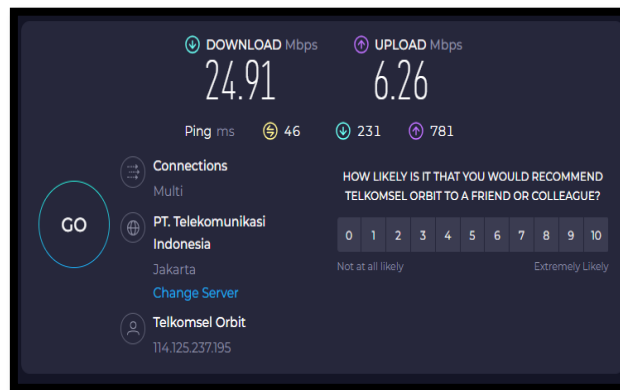 DOWNLOAD Mbps
24.91
UPLOAD Mbps
6.26
Ping ms 46 231 781
GO
Connections
Multi
PT. Telekomunikasi
Indonesia
Jakarta
Change Server
Telkomsel Orbit
114.125.237.195
HOW LIKELY IS IT THAT YOU WOULD RECOMMEND
TELKOMSEL ORBIT TO A FRIEND OR COLLEAGUE?
0 1 2 3 4 5 6 7 8 9 10
Not at all likely Extremely Likely